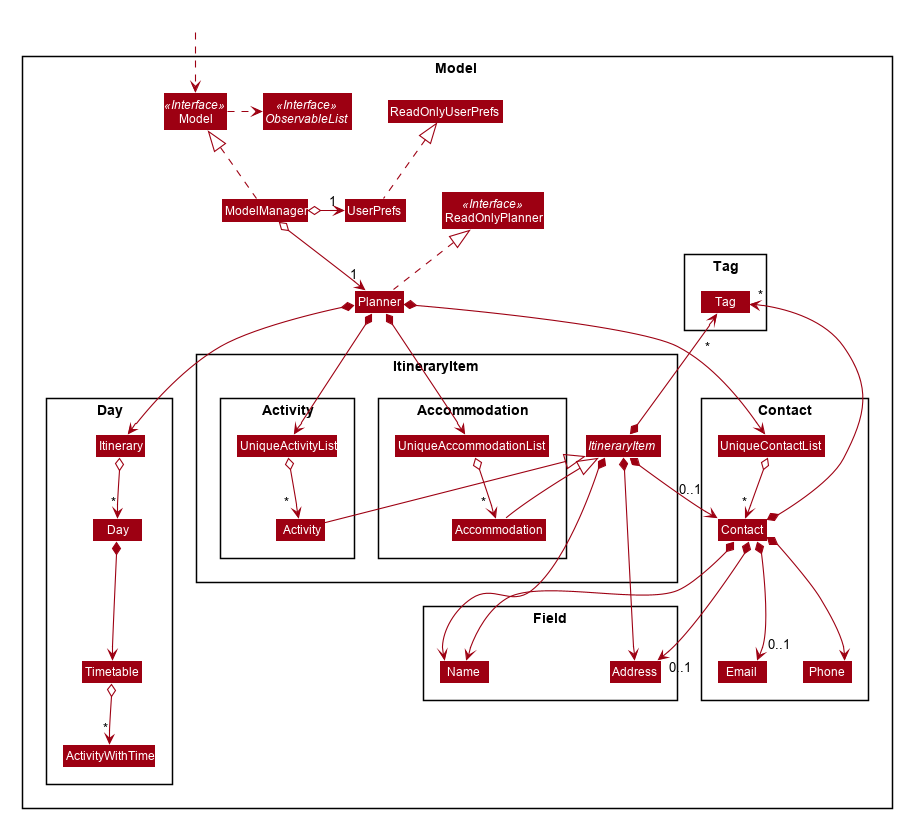 Model
«Interface»
Model
«Interface»
ObservableList
ReadOnlyUserPrefs
ModelManager
1
UserPrefs
«Interface»
ReadOnlyPlanner
1
Planner
Tag
Tag
*
*
ItineraryItem
Day
Activity
Accommodation
Contact
Itinerary
UniqueActivityList
UniqueAccommodationList
ItineraryItem
UniqueContactList
*
*
*
0..1
*
Day
Activity
Accommodation
Contact
Field
0..1
0..1
Timetable
Name
Address
Email
Phone
*
ActivityWithTime